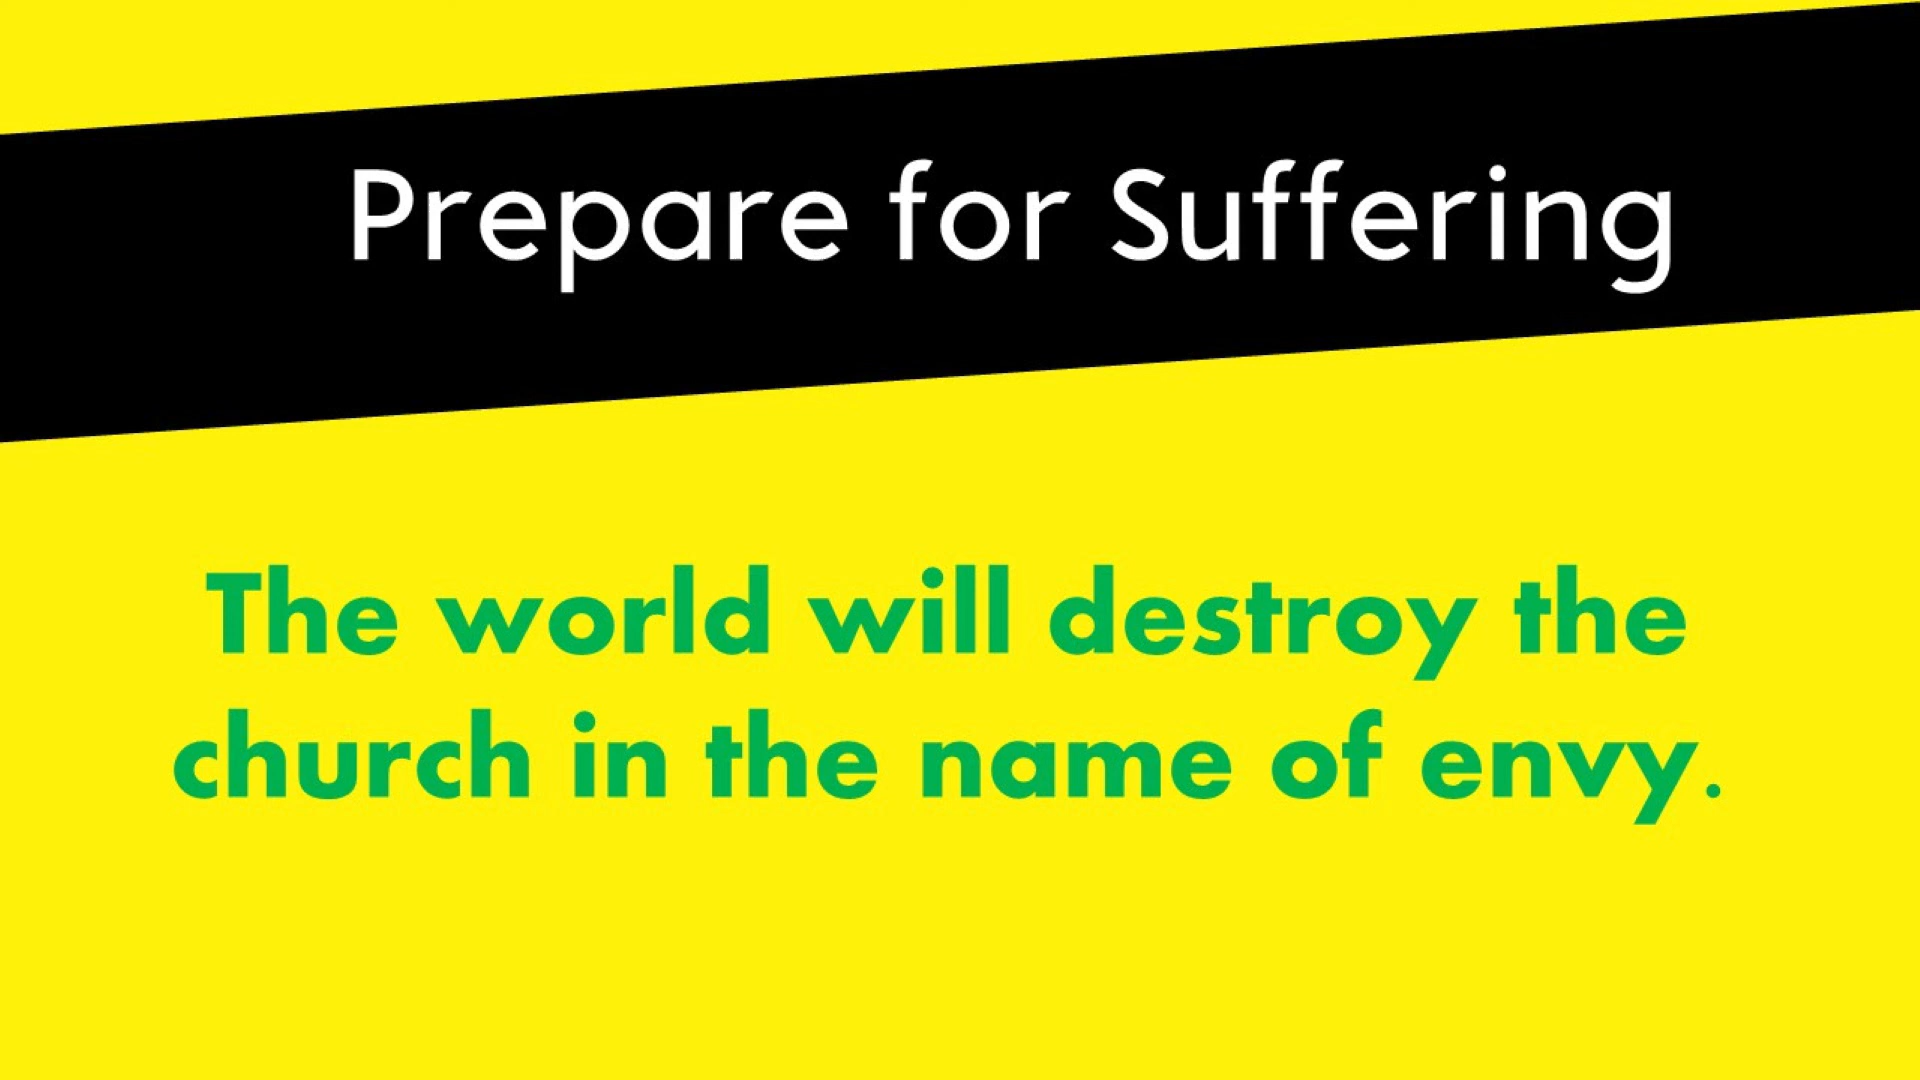 Prepare for Suffering
The world will destroy the
church in the name of envy.